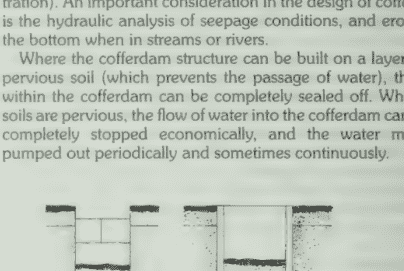 tration). An important consideration in the design of
is the hydraulic analysis of seepage conditions, and ero
the bottom when in streams or rivers.
Where the cofferdam structure can be built on a layer
pervious soil (which prevents the passage of water), th
within the cofferdam can be completely sealed off. Wh
soils are pervious, the flow of water into the cofferdam can
completely stopped economically, and the water m
pumped out periodically and sometimes continuously.